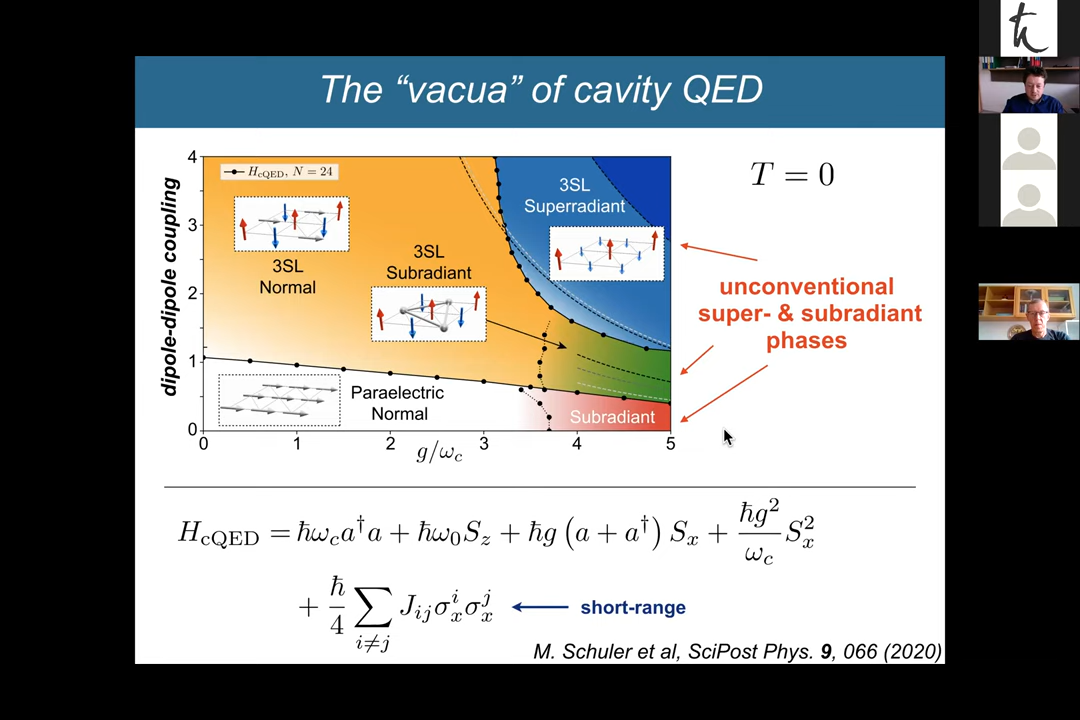 ℏ
The “vacua” of cavity QED
4
3
2
1
0
dipole-dipole coupling
H_cQED, N = 24
3SL
Normal
3SL
Subradiant
3SL
Superradiant
Paraelectric
Normal
Subradiant
0 1 2 3 4 5
g/ω_c
T = 0
unconventional
super- & subradiant
phases
H_cQED = ℏω_c a†a + ℏω_0 S_z + ℏg (a + a†) S_x + ℏg²/ω_c S_x²
+ ℏ/4 ∑_{i≠j} J_ij σ_x^i σ_x^j
short-range
M. Schuler et al, SciPost Phys. 9, 066 (2020)